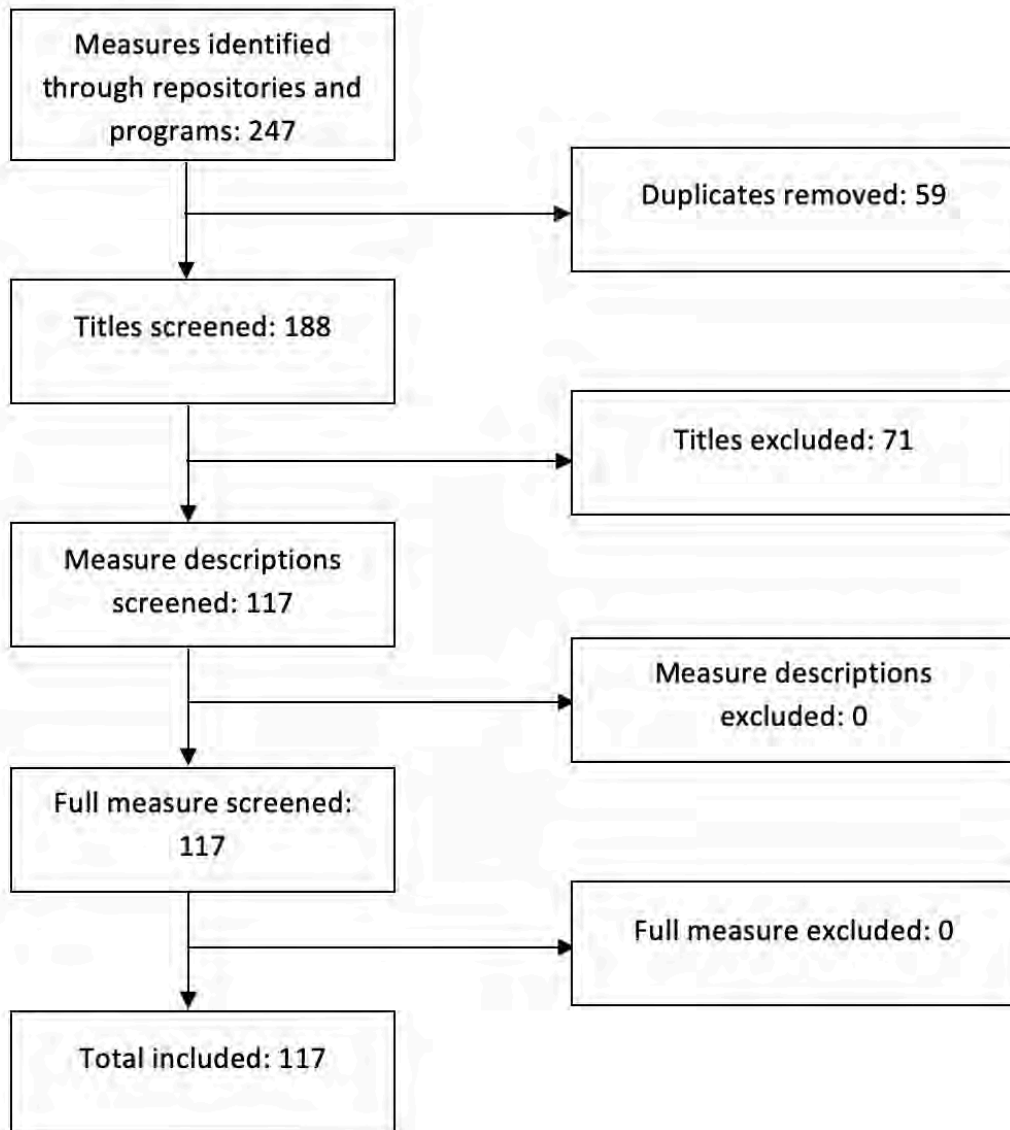 Measures identified
through repositories and
programs: 247
Duplicates removed: 59
Titles screened: 188
Titles excluded: 71
Measure descriptions
screened: 117
Measure descriptions
excluded: 0
Full measure screened:
117
Full measure excluded: 0
Total included: 117